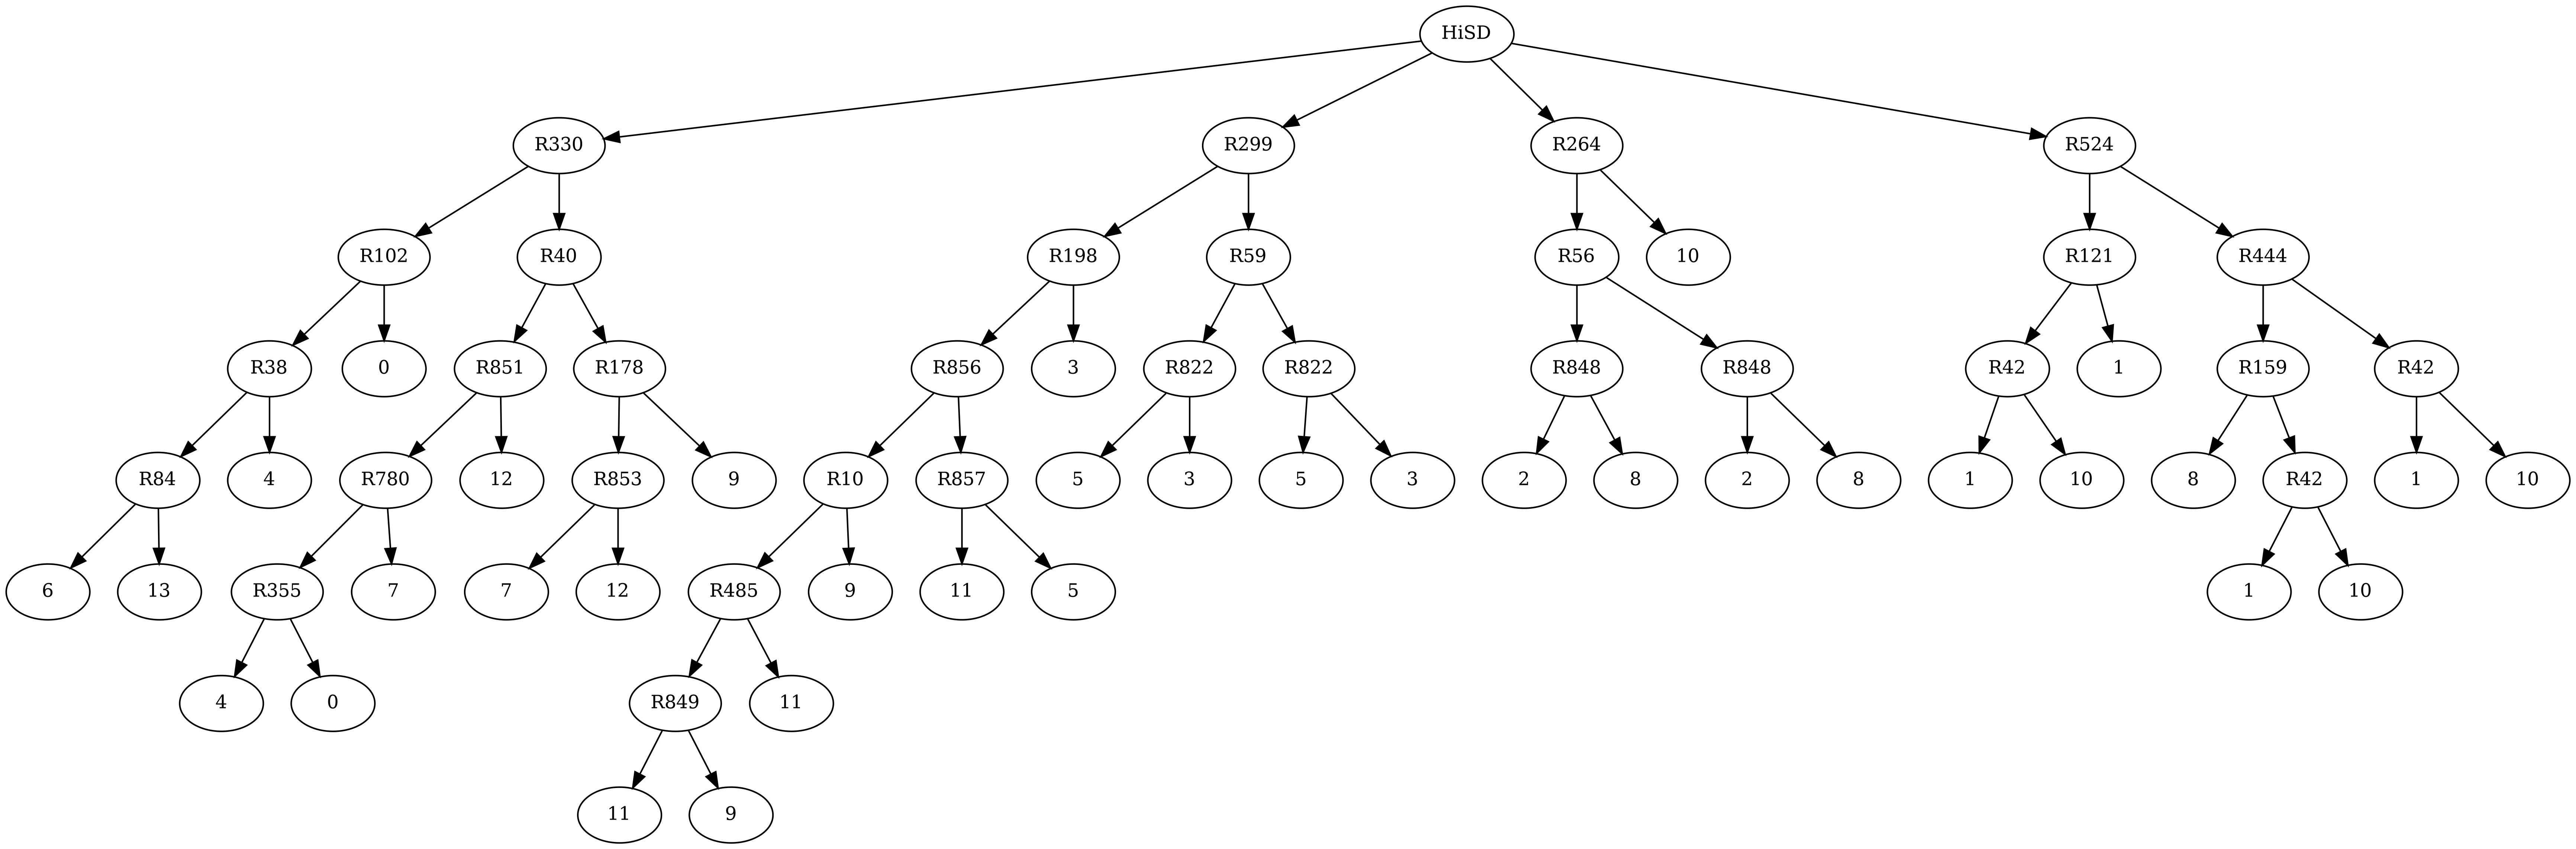 HiSD
R330 R299 R264 R524
R102 R40 R198 R59 R56 10 R121 R444
R38 0 R851 R178 R856 3 R822 R822 R848 R848 R42 1 R159 R42
R84 4 R780 12 R853 9 R10 R857 5 3 5 3 2 8 2 8 1 10 8 R42 1 10
6 13 R355 7 7 12 R485 9 11 5 1 10
4 0 R849 11
11 9